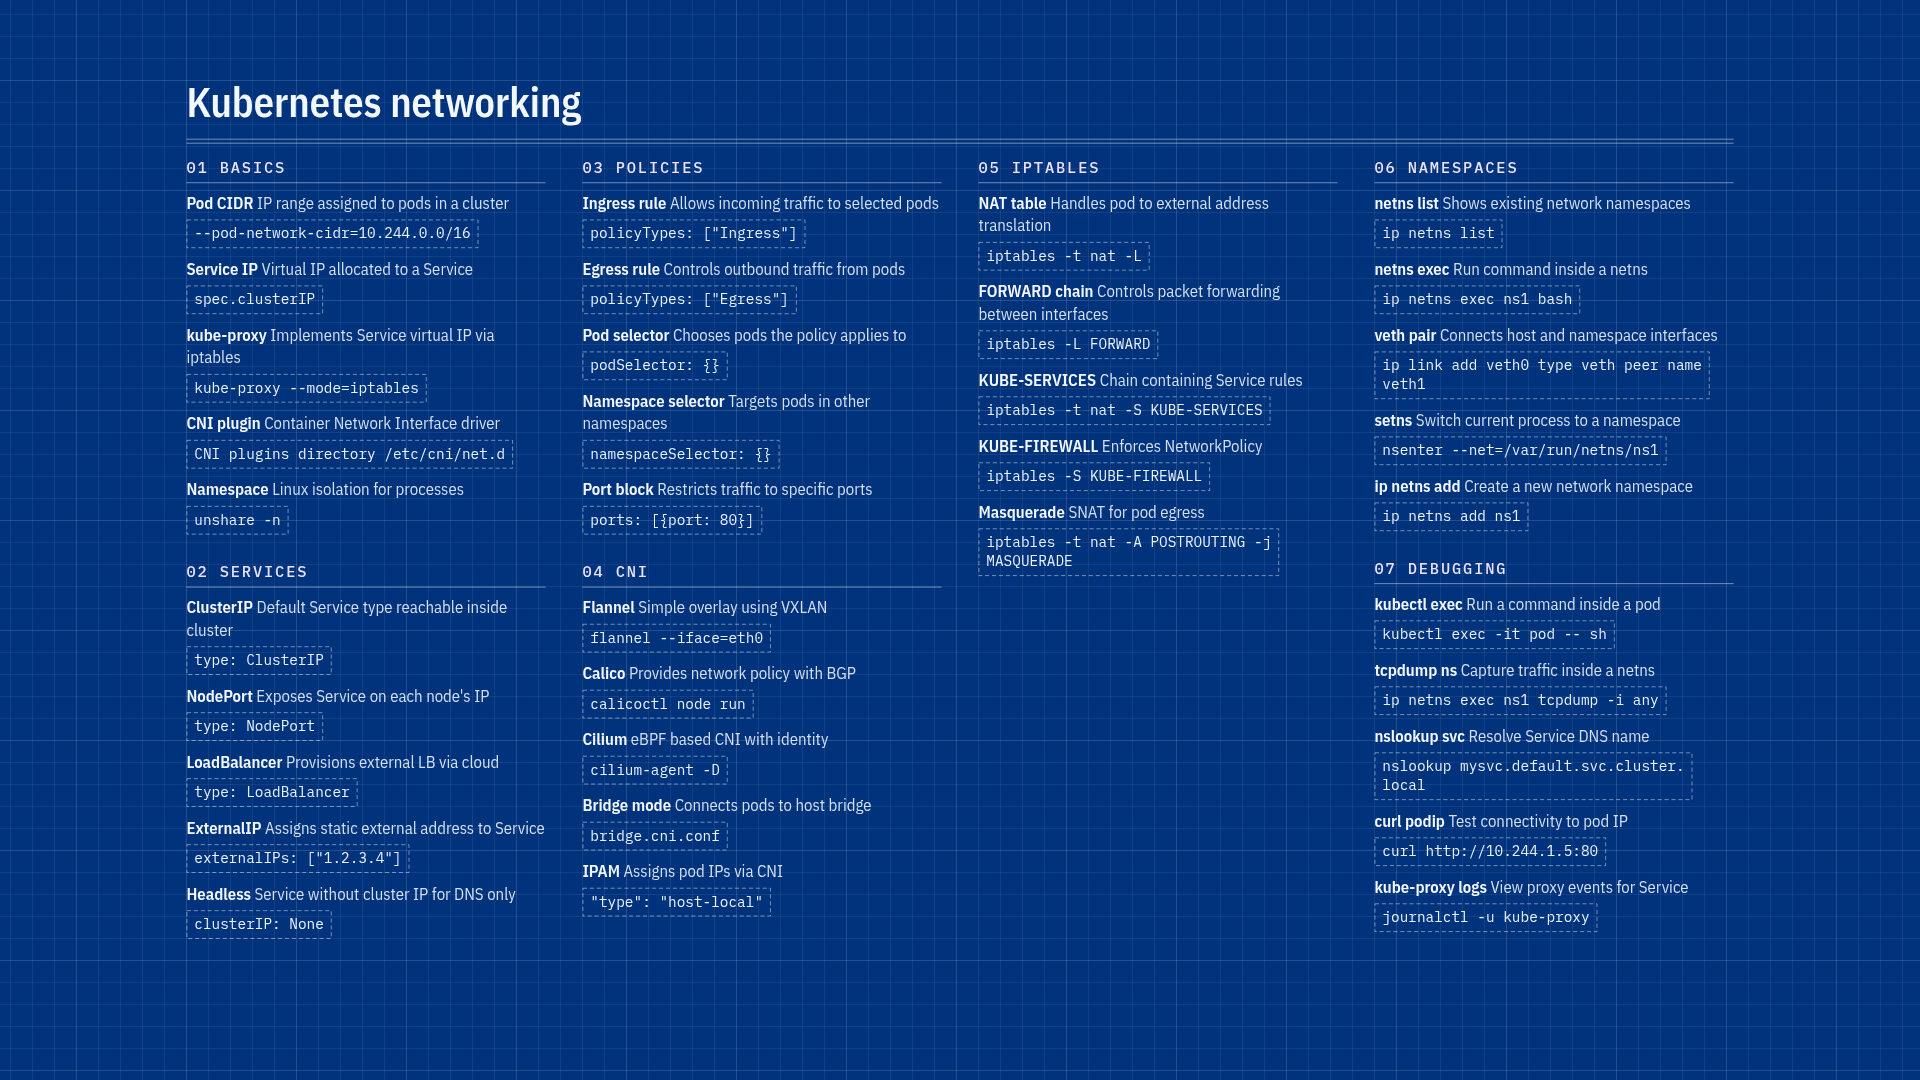 Kubernetes networking
01 BASICS
Pod CIDR IP range assigned to pods in a cluster
--pod-network-cidr=10.244.0.0/16
Service IP Virtual IP allocated to a Service
spec.clusterIP
kube-proxy Implements Service virtual IP via
iptables
kube-proxy --mode=iptables
CNI plugin Container Network Interface driver
CNI plugins directory /etc/cni/net.d
Namespace Linux isolation for processes
unshare -n
02 SERVICES
ClusterIP Default Service type reachable inside
cluster
type: ClusterIP
NodePort Exposes Service on each node's IP
type: NodePort
LoadBalancer Provisions external LB via cloud
type: LoadBalancer
ExternalIP Assigns static external address to Service
externalIPs: ["1.2.3.4"]
Headless Service without cluster IP for DNS only
clusterIP: None
03 POLICIES
Ingress rule Allows incoming traffic to selected pods
policyTypes: ["Ingress"]
Egress rule Controls outbound traffic from pods
policyTypes: ["Egress"]
Pod selector Chooses pods the policy applies to
podSelector: {}
Namespace selector Targets pods in other
namespaces
namespaceSelector: {}
Port block Restricts traffic to specific ports
ports: [{port: 80}]
04 CNI
Flannel Simple overlay using VXLAN
flannel --iface=eth0
Calico Provides network policy with BGP
calicoctl node run
Cilium eBPF based CNI with identity
cilium-agent -D
Bridge mode Connects pods to host bridge
bridge.cni.conf
IPAM Assigns pod IPs via CNI
"type": "host-local"
05 IPTABLES
NAT table Handles pod to external address
translation
iptables -t nat -L
FORWARD chain Controls packet forwarding
between interfaces
iptables -L FORWARD
KUBE-SERVICES Chain containing Service rules
iptables -t nat -S KUBE-SERVICES
KUBE-FIREWALL Enforces NetworkPolicy
iptables -S KUBE-FIREWALL
Masquerade SNAT for pod egress
iptables -t nat -A POSTROUTING -j
MASQUERADE
06 NAMESPACES
netns list Shows existing network namespaces
ip netns list
netns exec Run command inside a netns
ip netns exec ns1 bash
veth pair Connects host and namespace interfaces
ip link add veth0 type veth peer name
veth1
setns Switch current process to a namespace
nsenter --net=/var/run/netns/ns1
ip netns add Create a new network namespace
ip netns add ns1
07 DEBUGGING
kubectl exec Run a command inside a pod
kubectl exec -it pod -- sh
tcpdump ns Capture traffic inside a netns
ip netns exec ns1 tcpdump -i any
nslookup svc Resolve Service DNS name
nslookup mysvc.default.svc.cluster.
local
curl podip Test connectivity to pod IP
curl http://10.244.1.5:80
kube-proxy logs View proxy events for Service
journalctl -u kube-proxy